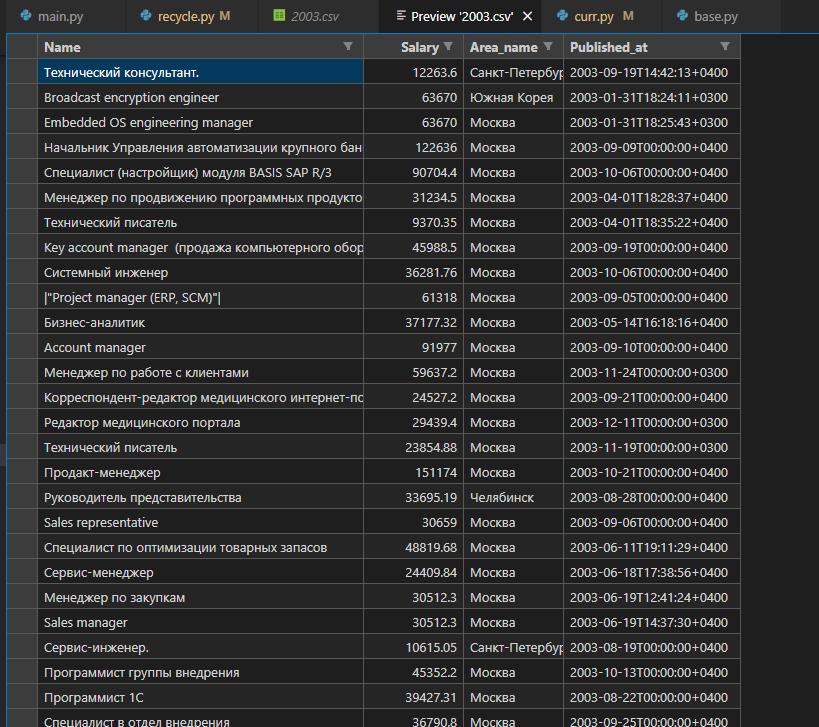 main.py recycle.py M 2003.csv Preview '2003.csv' curr.py M base.py
Name Salary Area_name Published_at
Технический консультант. 12263.6 Санкт-Петербур 2003-09-19T14:42:13+0400
Broadcast encryption engineer 63670 Южная Корея 2003-01-31T18:24:11+0300
Embedded OS engineering manager 63670 Москва 2003-01-31T18:25:43+0300
Начальник Управления автоматизации крупного бан 122636 Москва 2003-09-09T00:00:00+0400
Специалист (настройщик) модуля BASIS SAP R/3 90704.4 Москва 2003-10-06T00:00:00+0400
Менеджер по продвижению программных продукто 31234.5 Москва 2003-04-01T18:28:37+0400
Технический писатель 9370.35 Москва 2003-04-01T18:35:22+0400
Key account manager (продажа компьютерного обор 45988.5 Москва 2003-09-19T00:00:00+0400
Системный инженер 36281.76 Москва 2003-10-06T00:00:00+0400
|"Project manager (ERP, SCM)"| 61318 Москва 2003-09-05T00:00:00+0400
Бизнес-аналитик 37177.32 Москва 2003-05-14T16:18:16+0400
Account manager 91977 Москва 2003-09-10T00:00:00+0400
Менеджер по работе с клиентами 59637.2 Москва 2003-11-24T00:00:00+0300
Корреспондент-редактор медицинского интернет-по 24527.2 Москва 2003-09-21T00:00:00+0400
Редактор медицинского портала 29439.4 Москва 2003-12-11T00:00:00+0300
Технический писатель 23854.88 Москва 2003-11-19T00:00:00+0300
Продакт-менеджер 151174 Москва 2003-10-21T00:00:00+0400
Руководитель представительства 33695.19 Челябинск 2003-08-28T00:00:00+0400
Sales representative 30659 Москва 2003-09-06T00:00:00+0400
Специалист по оптимизации товарных запасов 48819.68 Москва 2003-06-11T19:11:29+0400
Сервис-менеджер 24409.84 Москва 2003-06-18T17:38:56+0400
Менеджер по закупкам 30512.3 Москва 2003-06-19T12:41:24+0400
Sales manager 30512.3 Москва 2003-06-19T14:37:30+0400
Сервис-инженер. 10615.05 Санкт-Петербур 2003-08-19T00:00:00+0400
Программист группы внедрения 45352.2 Москва 2003-10-13T00:00:00+0400
Программист 1С 39427.31 Москва 2003-08-22T00:00:00+0400
Специалист в отдел внедрения 36790.8 Москва 2003-09-25T00:00:00+0400